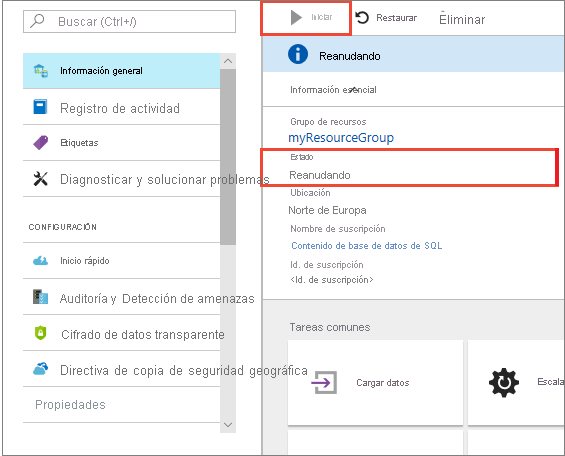 Buscar (Ctrl+/)
Información general
Registro de actividad
Etiquetas
Diagnosticar y solucionar problemas
CONFIGURACIÓN
Inicio rápido
Auditoría y Detección de amenazas
Cifrado de datos transparente
Directiva de copia de seguridad geográfica
Propiedades
Iniciar Restaurar Eliminar
Reanudando
Información esencial
Grupo de recursos
myResourceGroup
Estado
Reanudando
Ubicación
Norte de Europa
Nombre de suscripción
Contenido de base de datos de SQL
Id. de suscripción
<Id. de suscripción>
Tareas comunes
Cargar datos
Escala